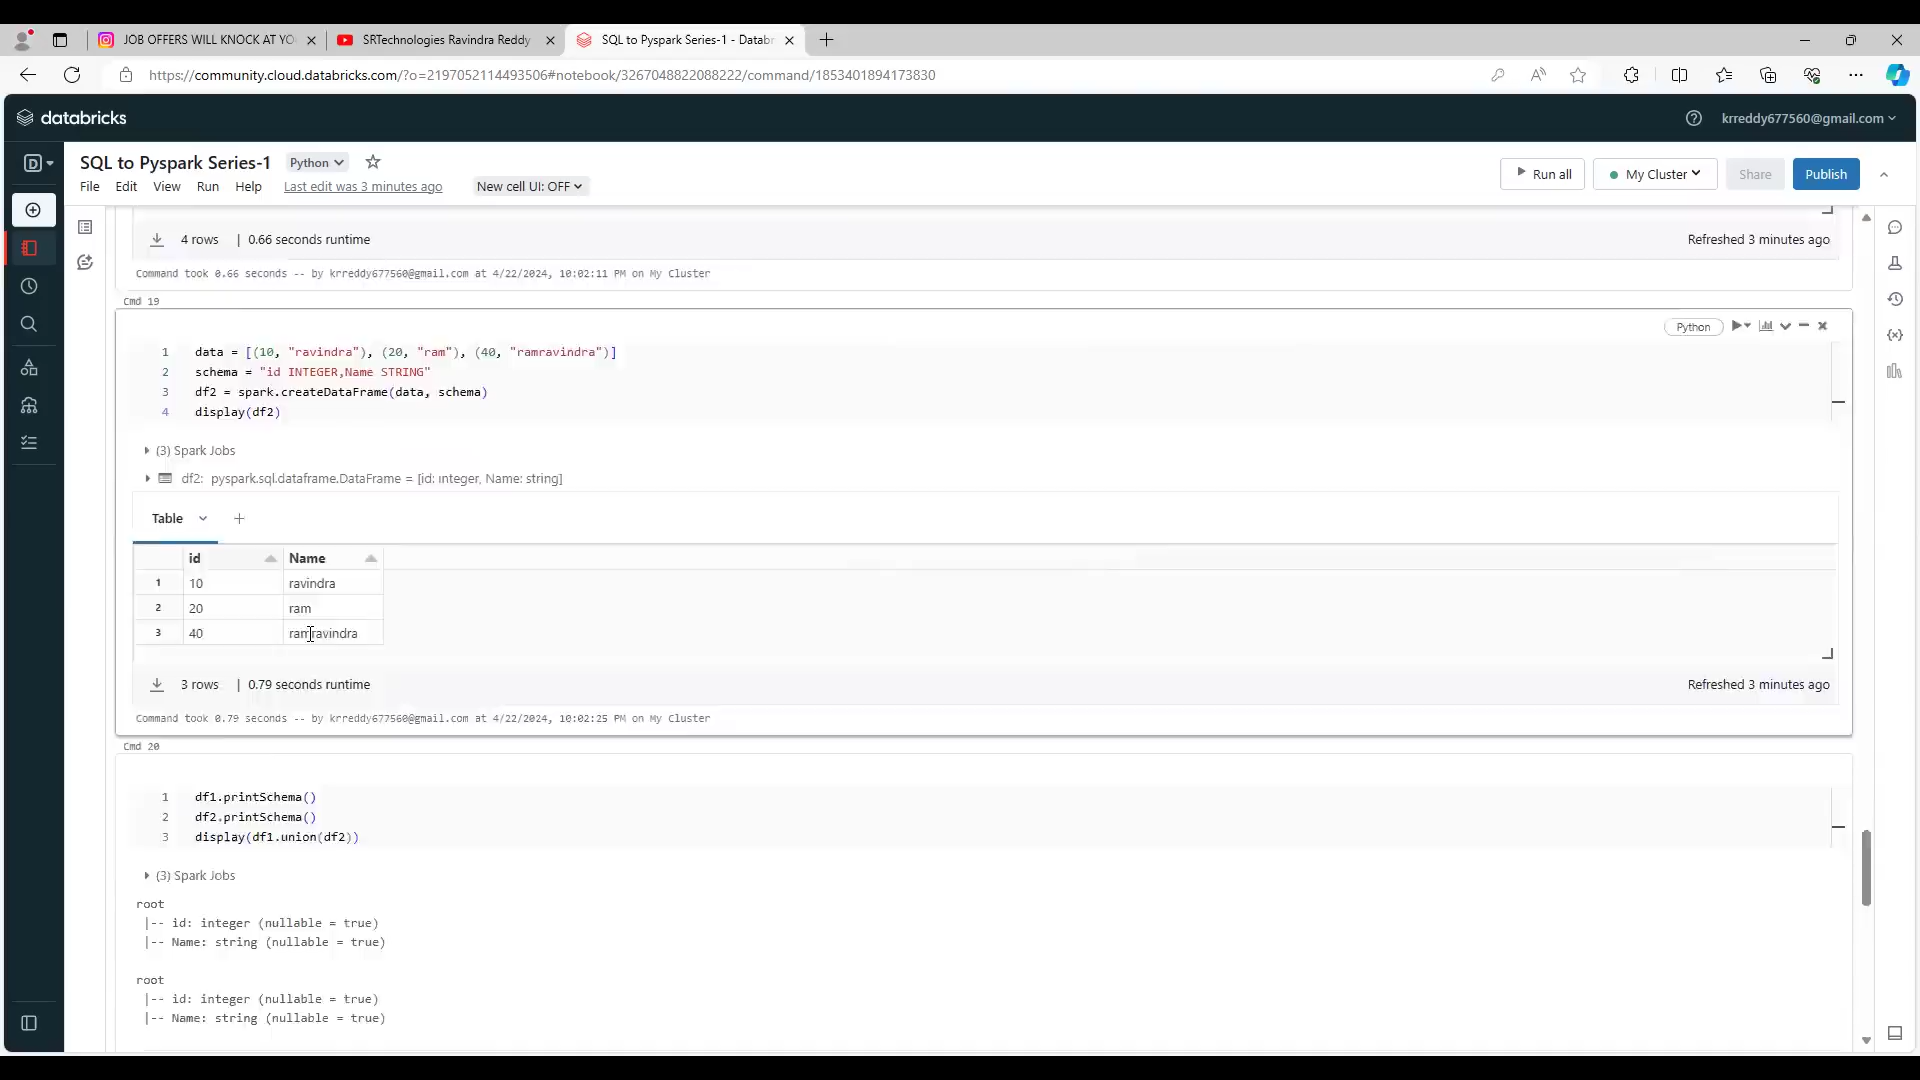 JOB OFFERS WILL KNOCK AT YO
SRTechnologies Ravindra Reddy
SQL to Pyspark Series-1 - Databr
https://community.cloud.databricks.com/?o=2197052114493506#notebook/3267048822088222/command/1853401894173830
databricks
krreddy677560@gmail.com
D
SQL to Pyspark Series-1
Python
File Edit View Run Help Last edit was 3 minutes ago New cell UI: OFF
Run all
My Cluster
Share
Publish
4 rows | 0.66 seconds runtime
Refreshed 3 minutes ago
Command took 0.66 seconds -- by krreddy677560@gmail.com at 4/22/2024, 10:02:11 PM on My Cluster
Cmd 19
Python
1 data = [(10, "ravindra"), (20, "ram"), (40, "ramravindra")]
2 schema = "id INTEGER,Name STRING"
3 df2 = spark.createDataFrame(data, schema)
4 display(df2)
(3) Spark Jobs
df2: pyspark.sql.dataframe.DataFrame = [id: integer, Name: string]
Table +
id Name
1 10 ravindra
2 20 ram
3 40 ramravindra
3 rows | 0.79 seconds runtime
Refreshed 3 minutes ago
Command took 0.79 seconds -- by krreddy677560@gmail.com at 4/22/2024, 10:02:25 PM on My Cluster
Cmd 20
1 df1.printSchema()
2 df2.printSchema()
3 display(df1.union(df2))
(3) Spark Jobs
root
|-- id: integer (nullable = true)
|-- Name: string (nullable = true)
root
|-- id: integer (nullable = true)
|-- Name: string (nullable = true)